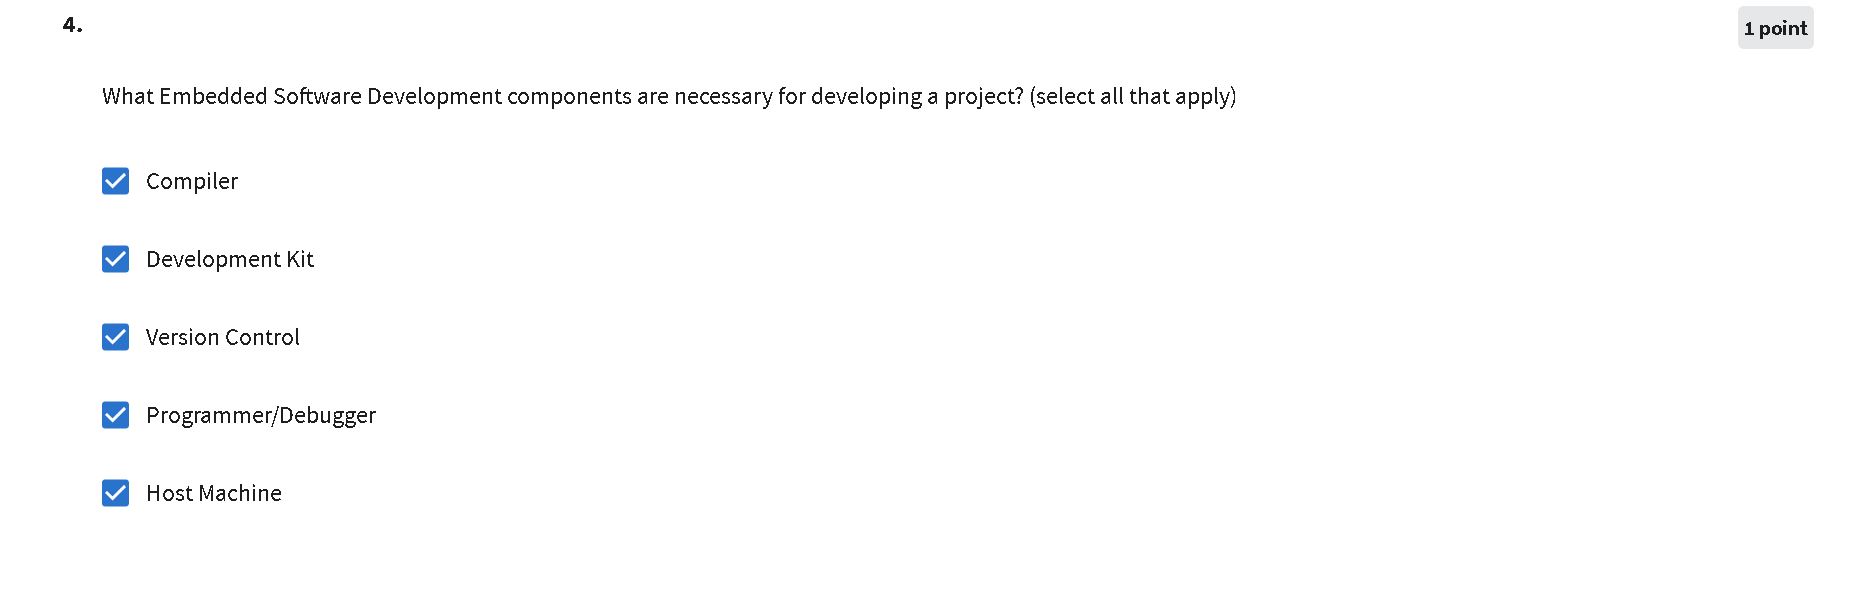 4.
1 point
What Embedded Software Development components are necessary for developing a project? (select all that apply)
Compiler
Development Kit
Version Control
Programmer/Debugger
Host Machine